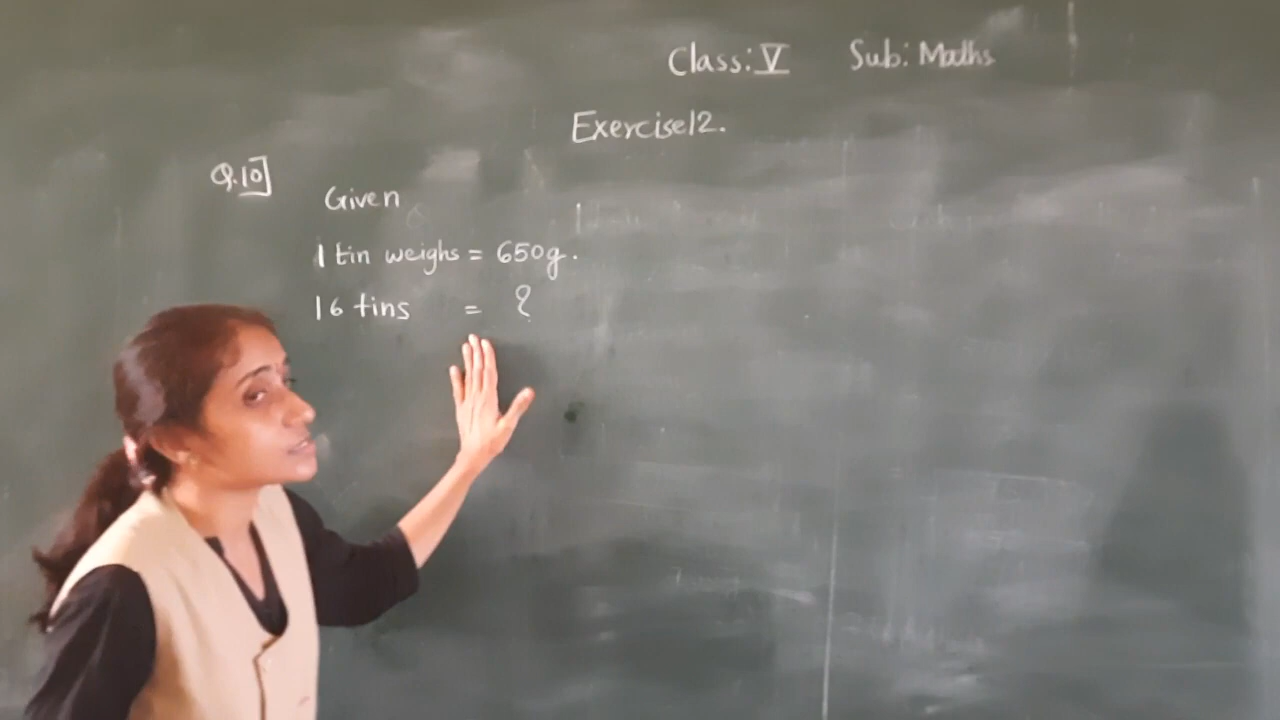 Class: V Sub: Maths
Exercise 12.
Q.10]
Given
1 tin weighs = 650g.
16 tins = ?